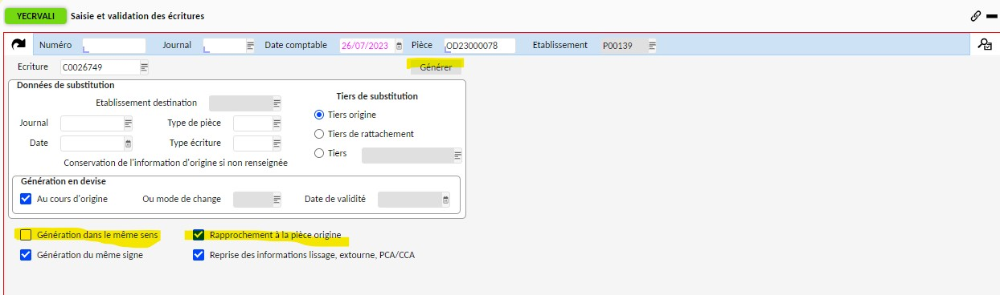 YECRVALI Saisie et validation des écritures
Numéro Journal Date comptable 26/07/2023 Pièce OD23000078 Etablissement P00139
Ecriture C0026749 Générer
Données de substitution
Etablissement destination
Journal Type de pièce
Date Type écriture
Conservation de l'information d'origine si non renseignée
Tiers de substitution
Tiers origine
Tiers de rattachement
Tiers
Génération en devise
Au cours d'origine Ou mode de change Date de validité
Génération dans le même sens Rapprochement à la pièce origine
Génération du même signe Reprise des informations lissage, extourne, PCA/CCA